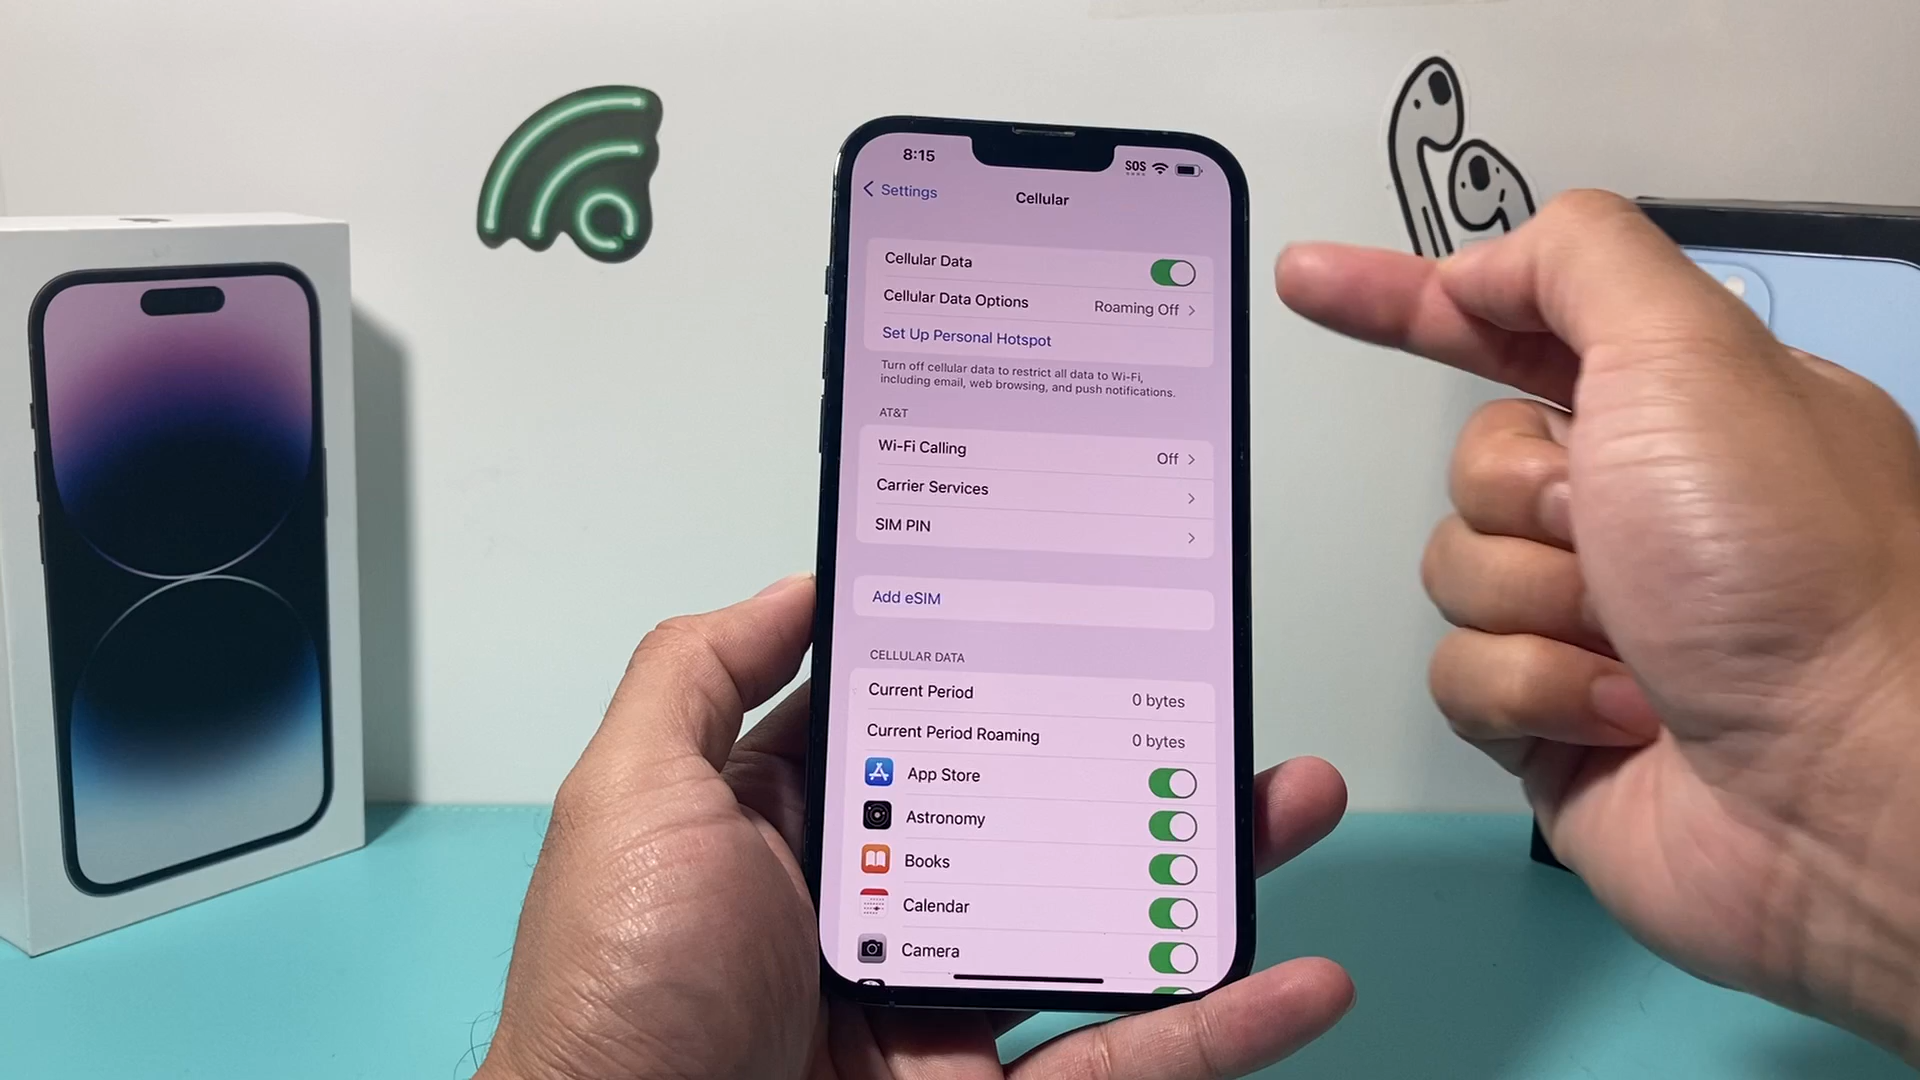 8:15
SOS
Settings
Cellular
Cellular Data
Cellular Data Options Roaming Off
Set Up Personal Hotspot
Turn off cellular data to restrict all data to Wi-Fi,
including email, web browsing, and push notifications.
AT&T
Wi-Fi Calling Off
Carrier Services
SIM PIN
Add eSIM
CELLULAR DATA
Current Period 0 bytes
Current Period Roaming 0 bytes
App Store
Astronomy
Books
Calendar
Camera